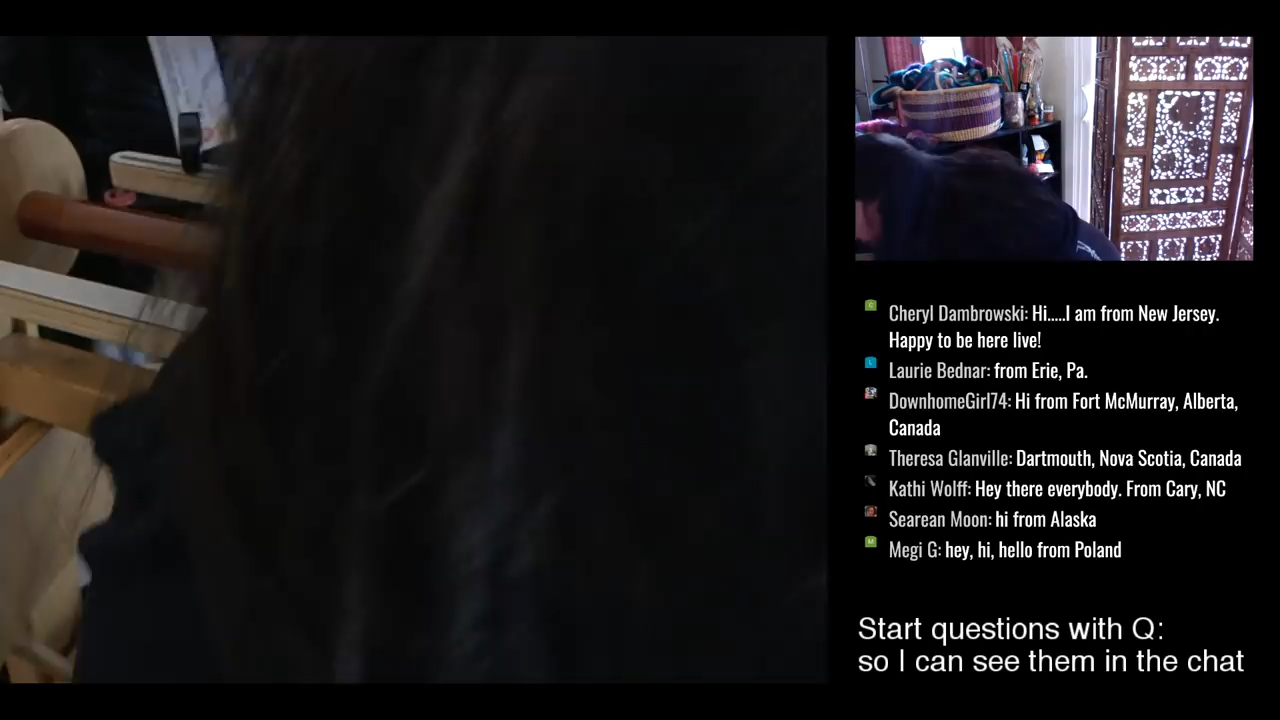 Cheryl Dambrowski: Hi.....I am from New Jersey.
Happy to be here live!
Laurie Bednar: from Erie, Pa.
DownhomeGirl74: Hi from Fort McMurray, Alberta,
Canada
Theresa Glanville: Dartmouth, Nova Scotia, Canada
Kathi Wolff: Hey there everybody. From Cary, NC
Searean Moon: hi from Alaska
Megi G: hey, hi, hello from Poland
Start questions with Q:
so I can see them in the chat